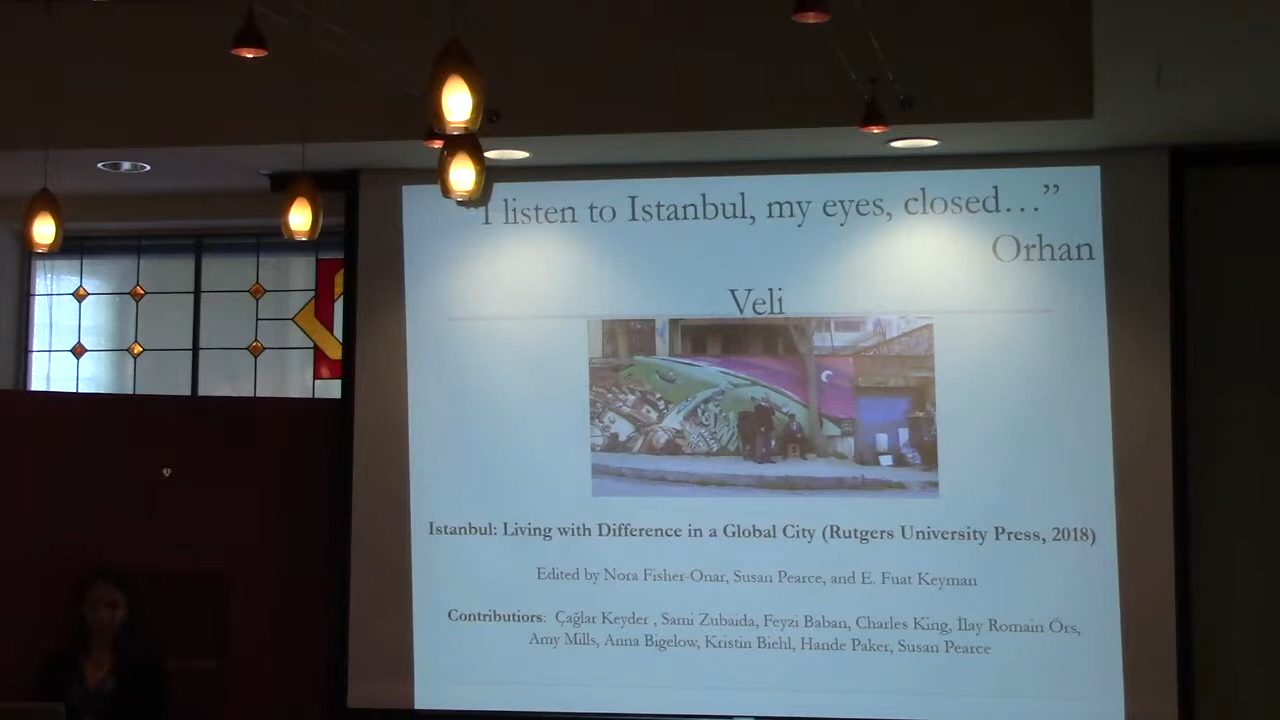 "I listen to Istanbul, my eyes, closed…"
Orhan
Veli
Istanbul: Living with Difference in a Global City (Rutgers University Press, 2018)
Edited by Nora Fisher-Onar, Susan Pearce, and E. Fuat Keyman
Contributiors: Çağlar Keyder , Sami Zubaida, Feyzi Baban, Charles King, İlay Romain Örs,
Amy Mills, Anna Bigelow, Kristin Biehl, Hande Paker, Susan Pearce